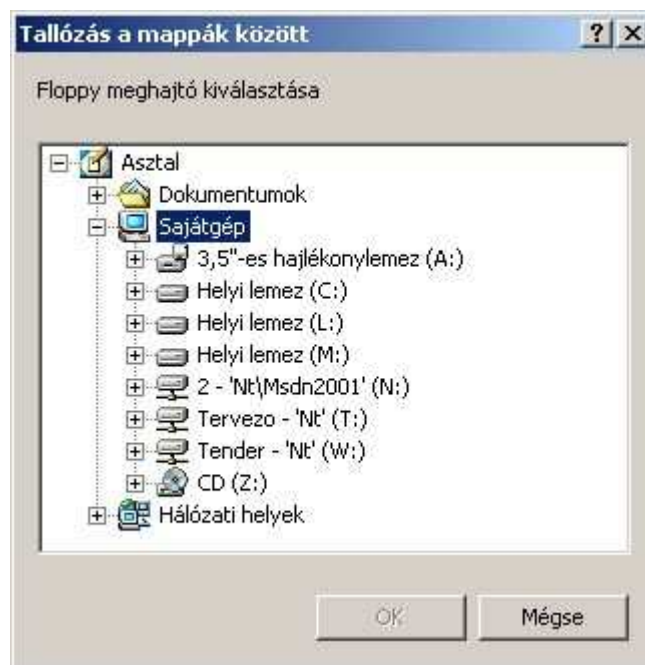 Tallózás a mappák között
Floppy meghajtó kiválasztása
Asztal
Dokumentumok
Sajátgép
3,5"-es hajlékonylemez (A:)
Helyi lemez (C:)
Helyi lemez (L:)
Helyi lemez (M:)
2 - 'Nt\Msdn2001' (N:)
Tervezo - 'Nt' (T:)
Tender - 'Nt' (W:)
CD (Z:)
Hálózati helyek
OK Mégse